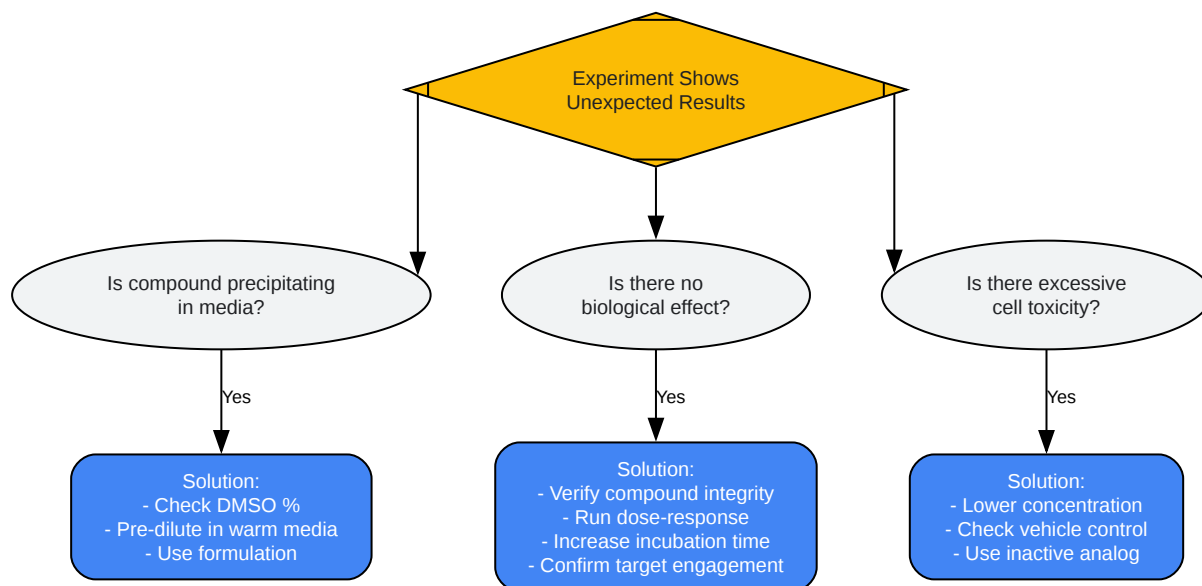 Experiment Shows
Unexpected Results
Is compound precipitating
in media?
Is there no
biological effect?
Is there excessive
cell toxicity?
Yes
Yes
Yes
Solution:
- Check DMSO %
- Pre-dilute in warm media
- Use formulation
Solution:
- Verify compound integrity
- Run dose-response
- Increase incubation time
- Confirm target engagement
Solution:
- Lower concentration
- Check vehicle control
- Use inactive analog